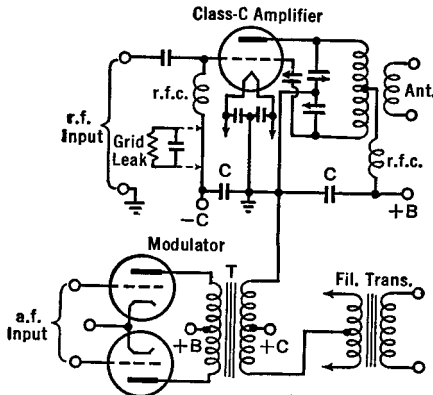 Class-C Amplifier
r.f.c.
r.f.
Input
Grid
Leak
C
C
-C
Ant.
r.f.c.
+B
Modulator
T
Fil. Trans.
a.f.
Input
+B
+C